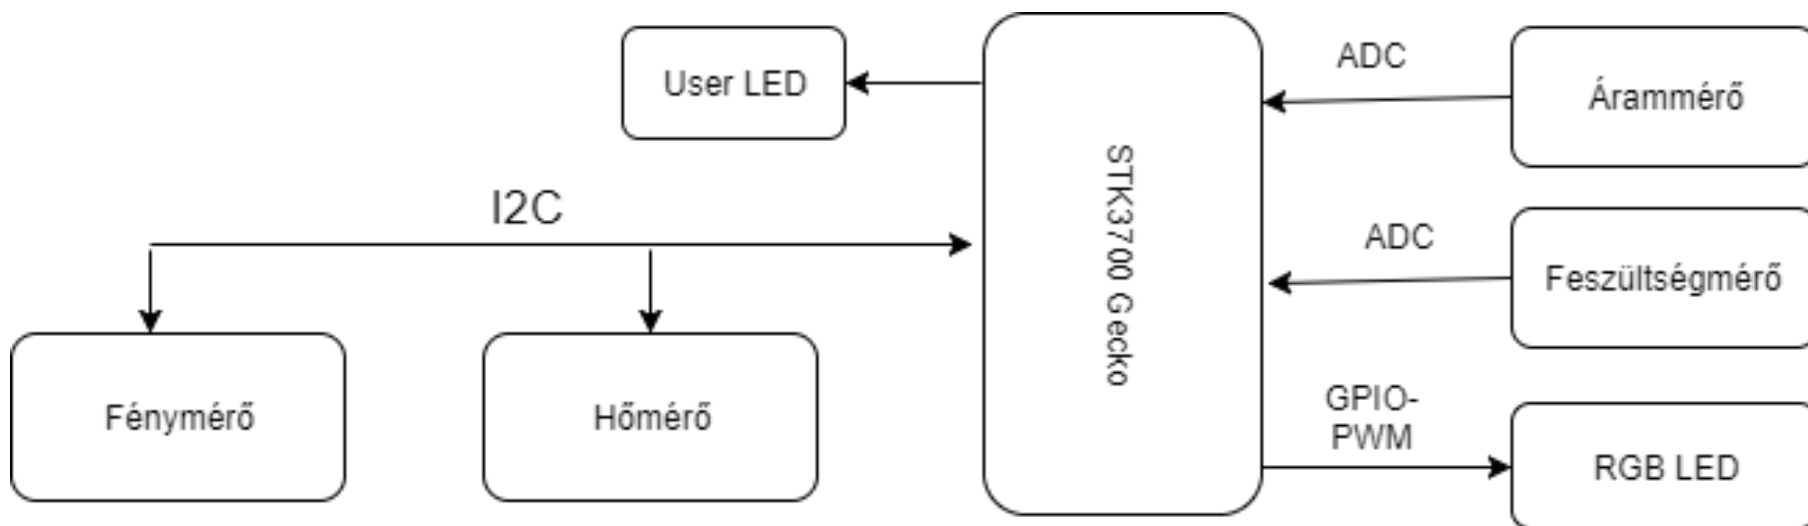 User LED
ADC
Árammérő
I2C
STK3700 Gecko
ADC
Feszültségmérő
Fénymérő
Hőmérő
GPIO-
PWM
RGB LED